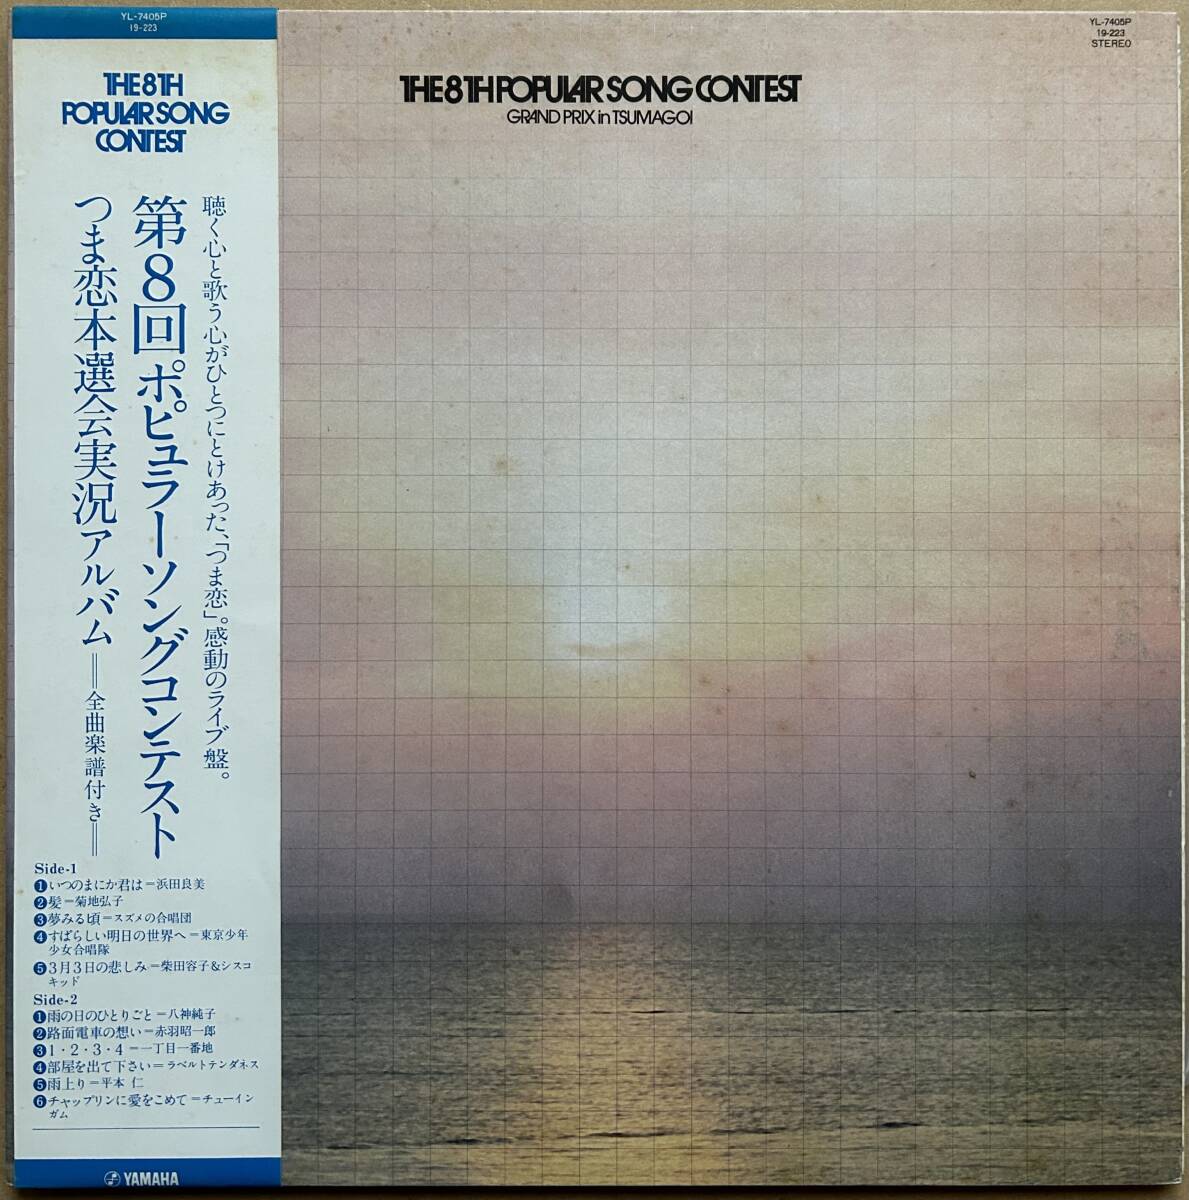 YL-7405P
19-223
THE 8TH
POPULAR SONG
CONTEST
聴く心と歌う心がひとつにとけあった、「つま恋」。感動のライブ盤。
第8回ポピュラーソングコンテスト
つま恋本選会実況アルバム＝全曲楽譜付き＝
Side-1
❶いつのまにか君は＝浜田良美
❷髪＝菊地弘子
❸夢みる頃＝スズメの合唱団
❹すばらしい明日の世界へ＝東京少年
少女合唱隊
❺3月3日の悲しみ＝柴田容子&シスコ
キッド
Side-2
❶雨の日のひとりごと＝八神純子
❷路面電車の想い＝赤羽昭一郎
❸1・2・3・4＝一丁目一番地
❹部屋を出て下さい＝ラベルトテンダネス
❺雨上り＝平本 仁
❻チャップリンに愛をこめて＝チューイン
ガム
YAMAHA
THE 8TH POPULAR SONG CONTEST
GRAND PRIX in TSUMAGOI
YL-7405P
19-223
STEREO